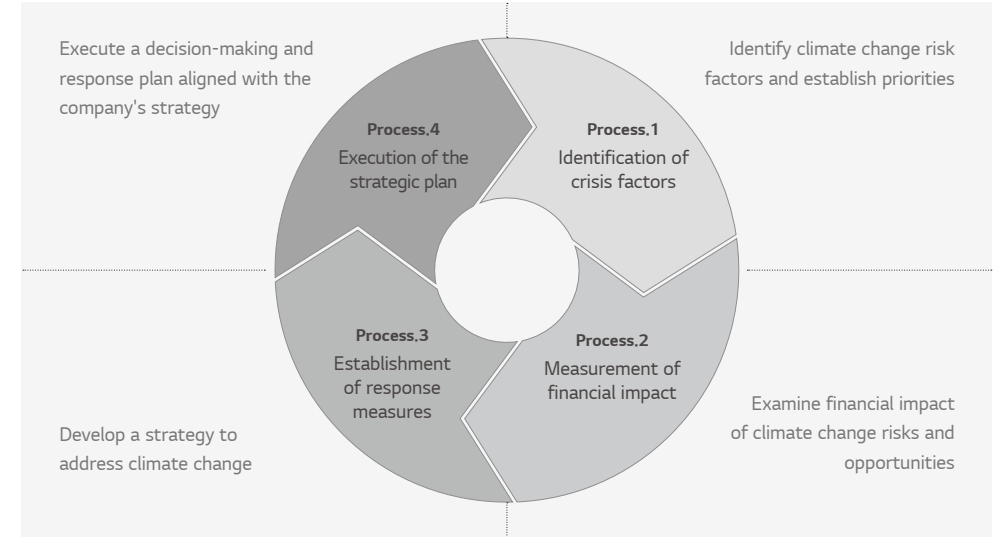 Execute a decision-making and
response plan aligned with the
company's strategy
Identify climate change risk
factors and establish priorities
Process.4
Execution of the
strategic plan
Process.1
Identification of
crisis factors
Process.3
Establishment
of response
measures
Process.2
Measurement of
financial impact
Develop a strategy to
address climate change
Examine financial impact
of climate change risks and
opportunities